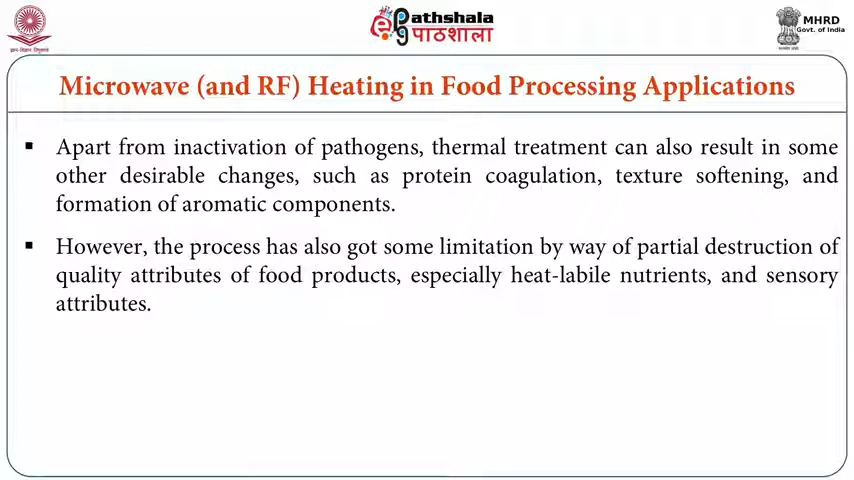 ePathshala
पाठशाला
MHRD
Govt. of India
Microwave (and RF) Heating in Food Processing Applications
▪ Apart from inactivation of pathogens, thermal treatment can also result in some
other desirable changes, such as protein coagulation, texture softening, and
formation of aromatic components.
▪ However, the process has also got some limitation by way of partial destruction of
quality attributes of food products, especially heat-labile nutrients, and sensory
attributes.